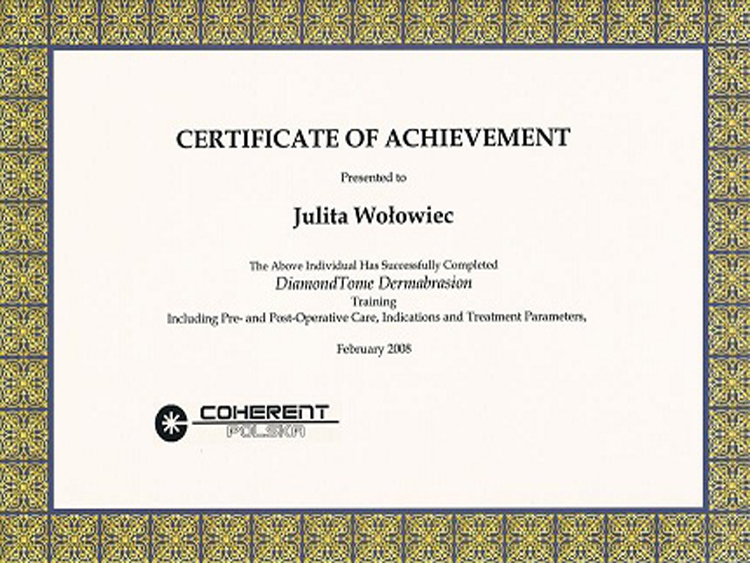 CERTIFICATE OF ACHIEVEMENT
Presented to
Julita Wołowiec
The Above Individual Has Successfully Completed
DiamondTome Dermabrasion
Training
Including Pre- and Post-Operative Care, Indications and Treatment Parameters,
February 2008
COHERENT
POLSKA